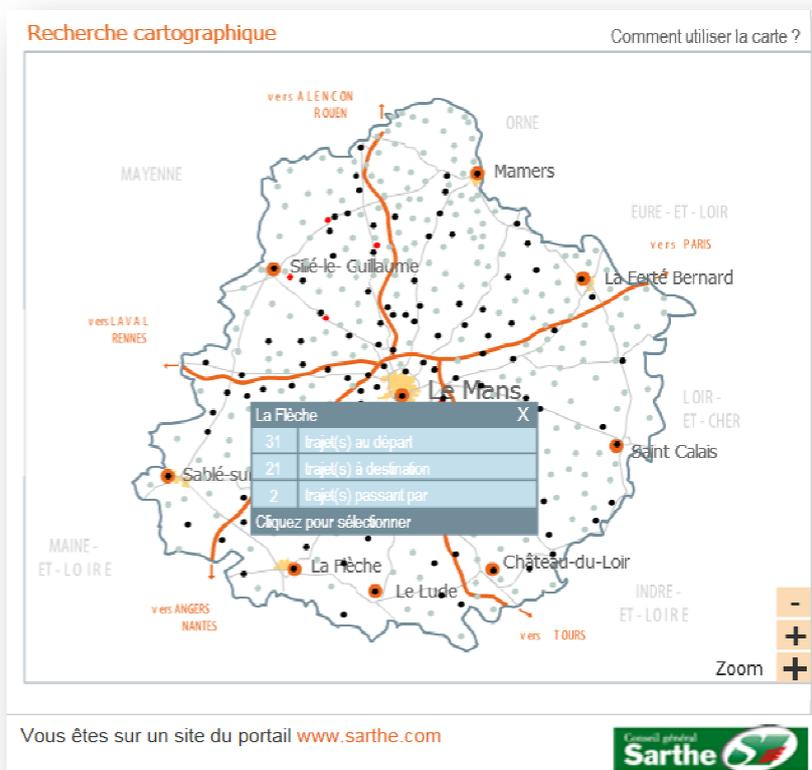 Recherche cartographique
Comment utiliser la carte ?
vers ALENCON
ROUEN
ORNE
MAYENNE
Mamers
EURE - ET - LOIR
vers PARIS
Sillé-le- Guillaume
La Ferté Bernard
vers LAVAL
RENNES
Le Mans
LOIR -
ET - CHER
La Flèche X
31 trajet(s) au départ
21 trajet(s) à destination
2 trajet(s) passant par
Cliquez pour sélectionner
Saint Calais
Sablé-sur
MAINE -
ET - LOIRE
La Flèche
Château-du-Loir
Le Lude
INDRE -
ET - LOIRE
vers ANGERS
NANTES
vers TOURS
-
+
Zoom +
Vous êtes sur un site du portail www.sarthe.com
Conseil général
Sarthe